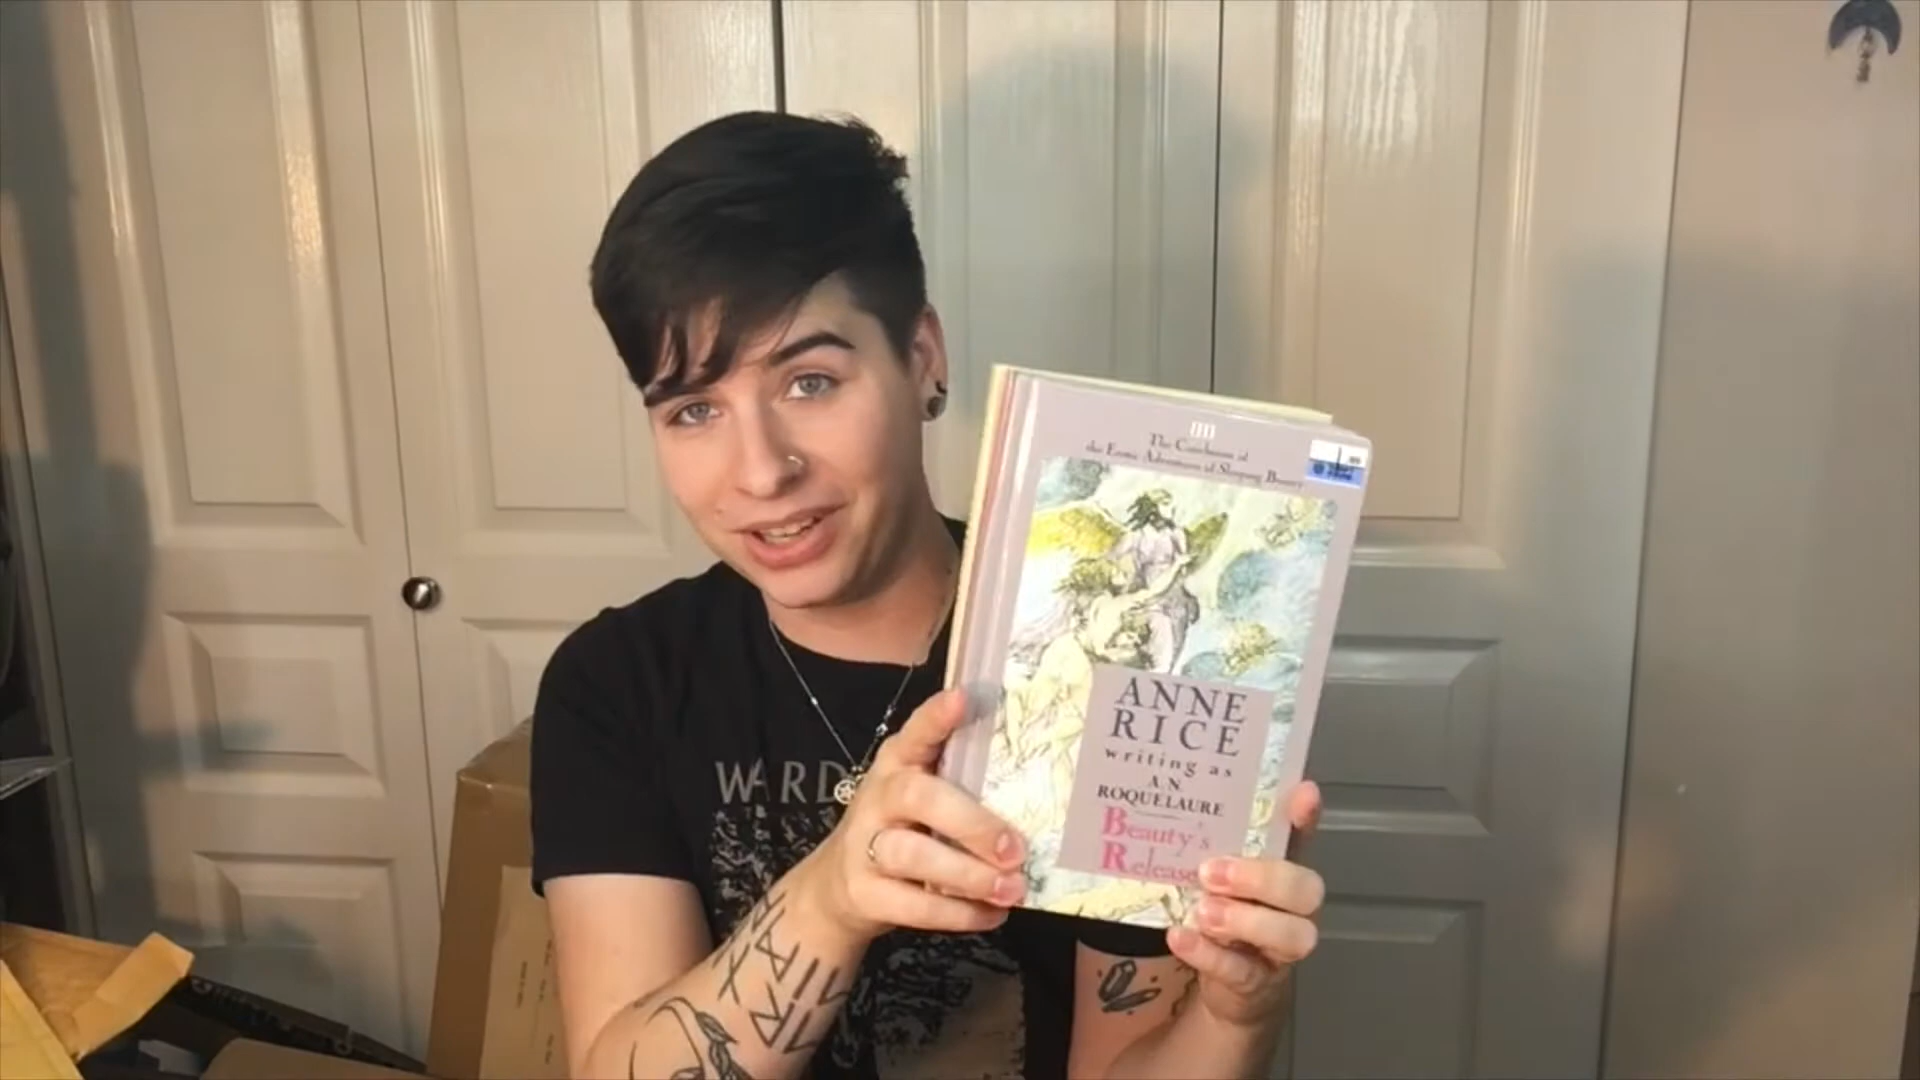 III
The Conclusion of
the Erotic Adventures of Sleeping Beauty
ANNE
RICE
writing as
A.N.
ROQUELAURE
Beauty's
Release
WARD